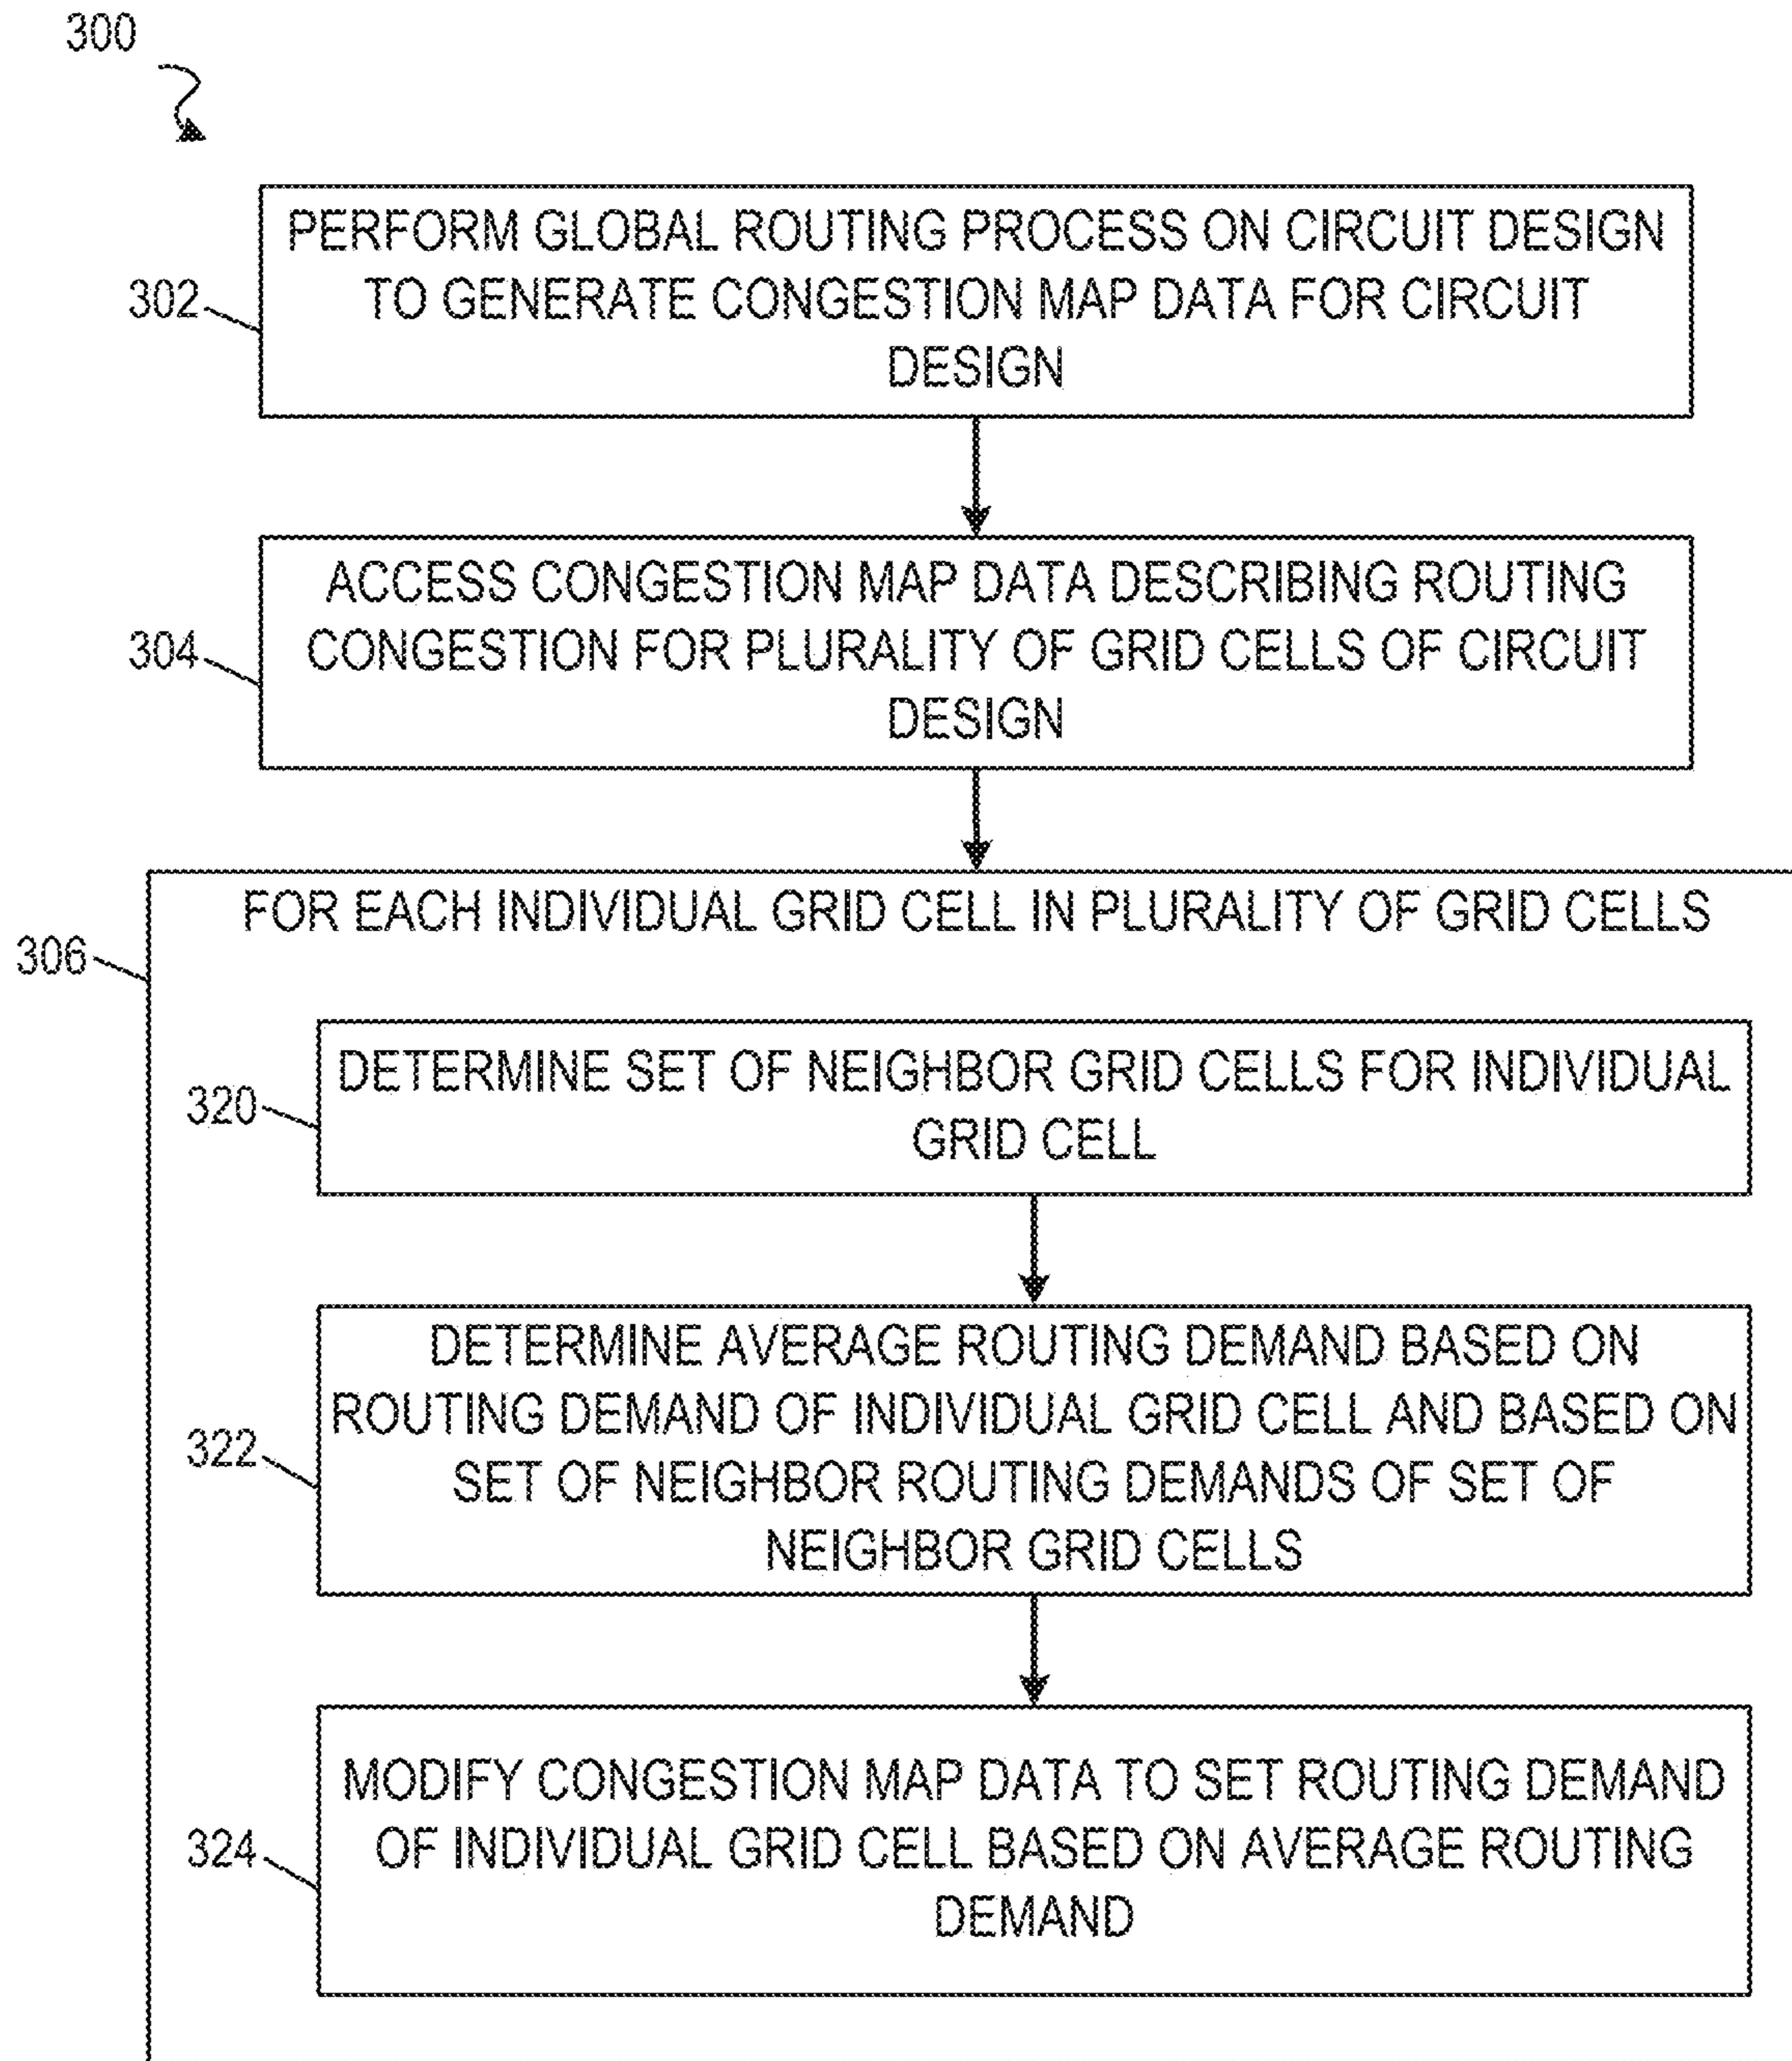 300
PERFORM GLOBAL ROUTING PROCESS ON CIRCUIT DESIGN
TO GENERATE CONGESTION MAP DATA FOR CIRCUIT
DESIGN
302
ACCESS CONGESTION MAP DATA DESCRIBING ROUTING
CONGESTION FOR PLURALITY OF GRID CELLS OF CIRCUIT
DESIGN
304
FOR EACH INDIVIDUAL GRID CELL IN PLURALITY OF GRID CELLS
306
DETERMINE SET OF NEIGHBOR GRID CELLS FOR INDIVIDUAL
GRID CELL
320
DETERMINE AVERAGE ROUTING DEMAND BASED ON
ROUTING DEMAND OF INDIVIDUAL GRID CELL AND BASED ON
SET OF NEIGHBOR ROUTING DEMANDS OF SET OF
NEIGHBOR GRID CELLS
322
MODIFY CONGESTION MAP DATA TO SET ROUTING DEMAND
OF INDIVIDUAL GRID CELL BASED ON AVERAGE ROUTING
DEMAND
324